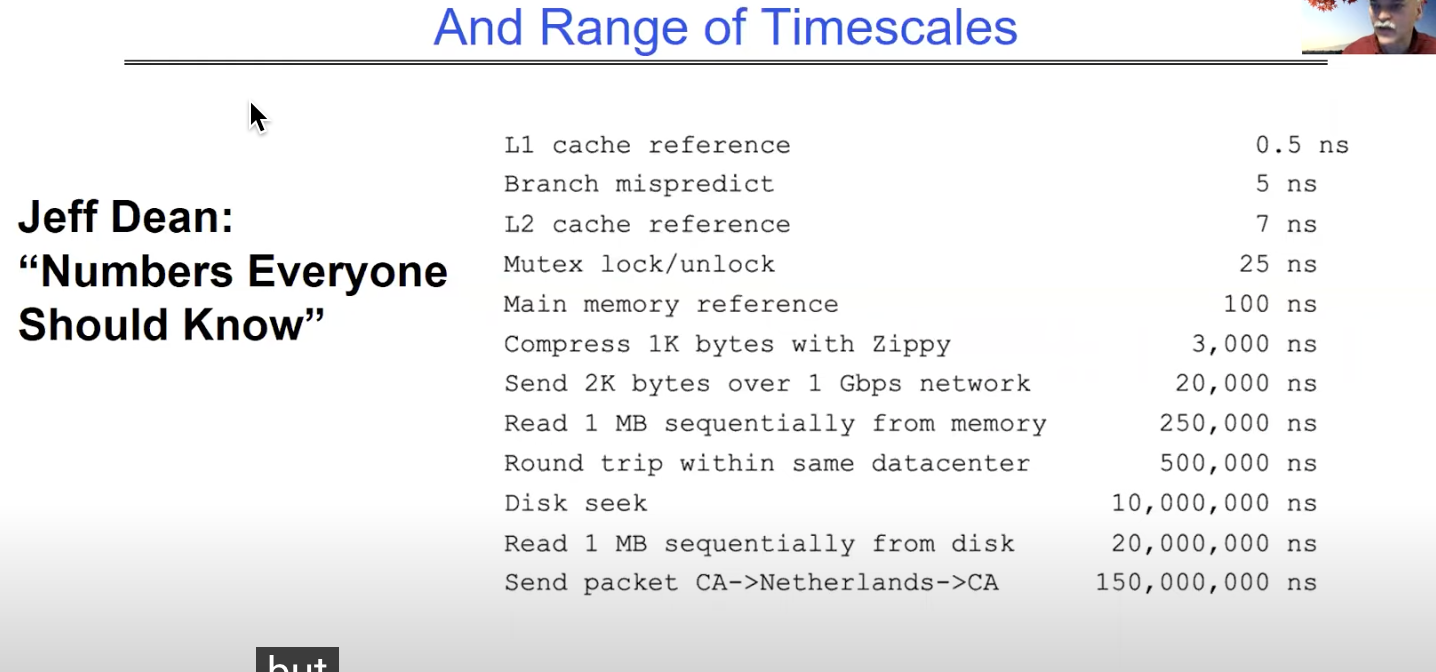 And Range of Timescales
Jeff Dean:
“Numbers Everyone
Should Know”
L1 cache reference 0.5 ns
Branch mispredict 5 ns
L2 cache reference 7 ns
Mutex lock/unlock 25 ns
Main memory reference 100 ns
Compress 1K bytes with Zippy 3,000 ns
Send 2K bytes over 1 Gbps network 20,000 ns
Read 1 MB sequentially from memory 250,000 ns
Round trip within same datacenter 500,000 ns
Disk seek 10,000,000 ns
Read 1 MB sequentially from disk 20,000,000 ns
Send packet CA->Netherlands->CA 150,000,000 ns
but